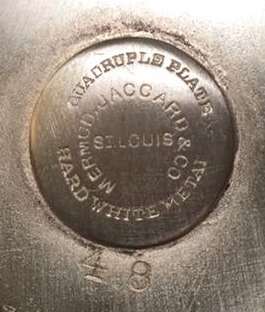 QUADRUPLE PLATE
MERMOD, JACCARD & CO
ST. LOUIS
HARD WHITE METAL
48